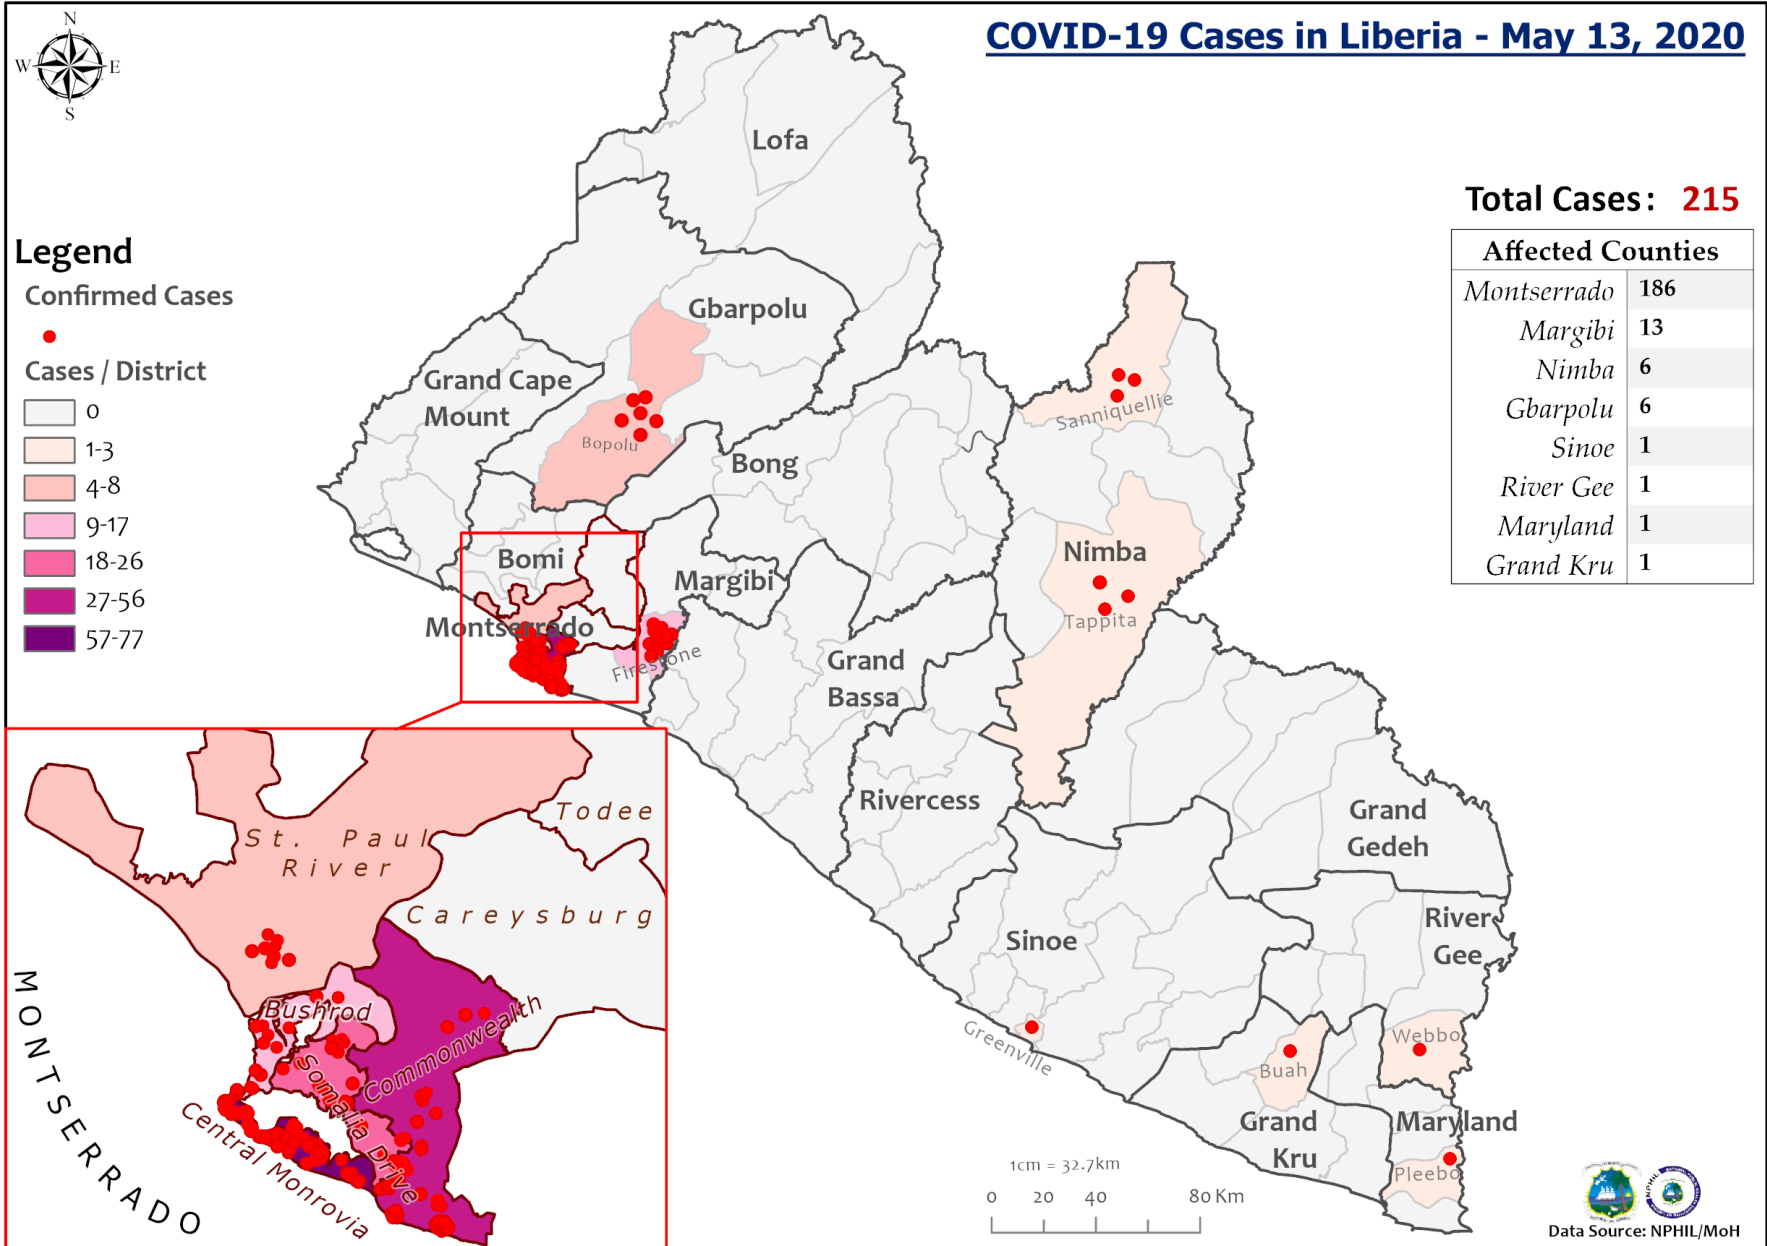 COVID-19 Cases in Liberia - May 13, 2020
N
W
E
S
Total Cases: 215
Affected Counties
Montserrado 186
Margibi 13
Nimba 6
Gbarpolu 6
Sinoe 1
River Gee 1
Maryland 1
Grand Kru 1
Legend
Confirmed Cases
Cases / District
0
1-3
4-8
9-17
18-26
27-56
57-77
Lofa
Gbarpolu
Grand Cape
Mount
Bopolu
Bong
Sanniquellie
Bomi
Margibi
Nimba
Montserrado
Tappita
Firestone
Grand
Bassa
Rivercess
Grand
Gedeh
River
Gee
Sinoe
Greenville
Webbo
Buah
Grand
Kru
Maryland
Pleebo
Todee
St. Paul
River
Careysburg
Bushrod
Commonwealth
Somalia Drive
Central Monrovia
MONTSERRADO
1cm = 32.7km
0 20 40 80 Km
NPHIL
Data Source: NPHIL/MoH